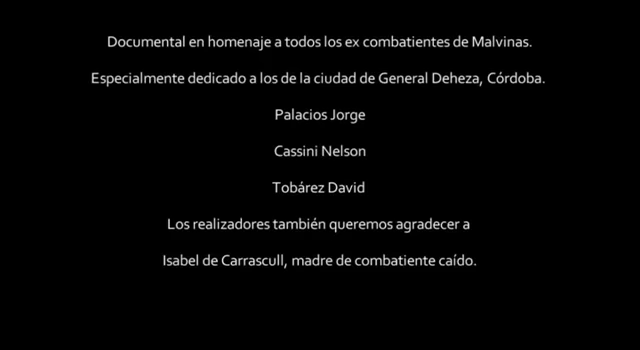 Documental en homenaje a todos los ex combatientes de Malvinas.
Especialmente dedicado a los de la ciudad de General Deheza, Córdoba.
Palacios Jorge
Cassini Nelson
Tobárez David
Los realizadores también queremos agradecer a
Isabel de Carrascull, madre de combatiente caído.